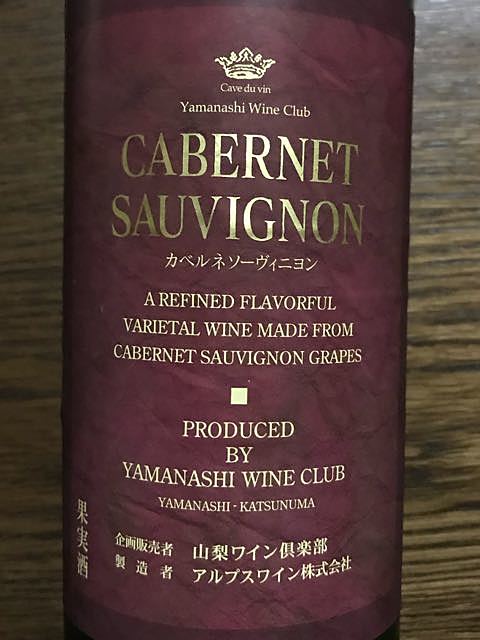 Cave du vin
Yamanashi Wine Club
CABERNET
SAUVIGNON
カベルネソーヴィニヨン
A REFINED FLAVORFUL
VARIETAL WINE MADE FROM
CABERNET SAUVIGNON GRAPES
PRODUCED
BY
YAMANASHI WINE CLUB
YAMANASHI - KATSUNUMA
果実酒
企画販売者 山梨ワイン倶楽部
製造者 アルプスワイン株式会社